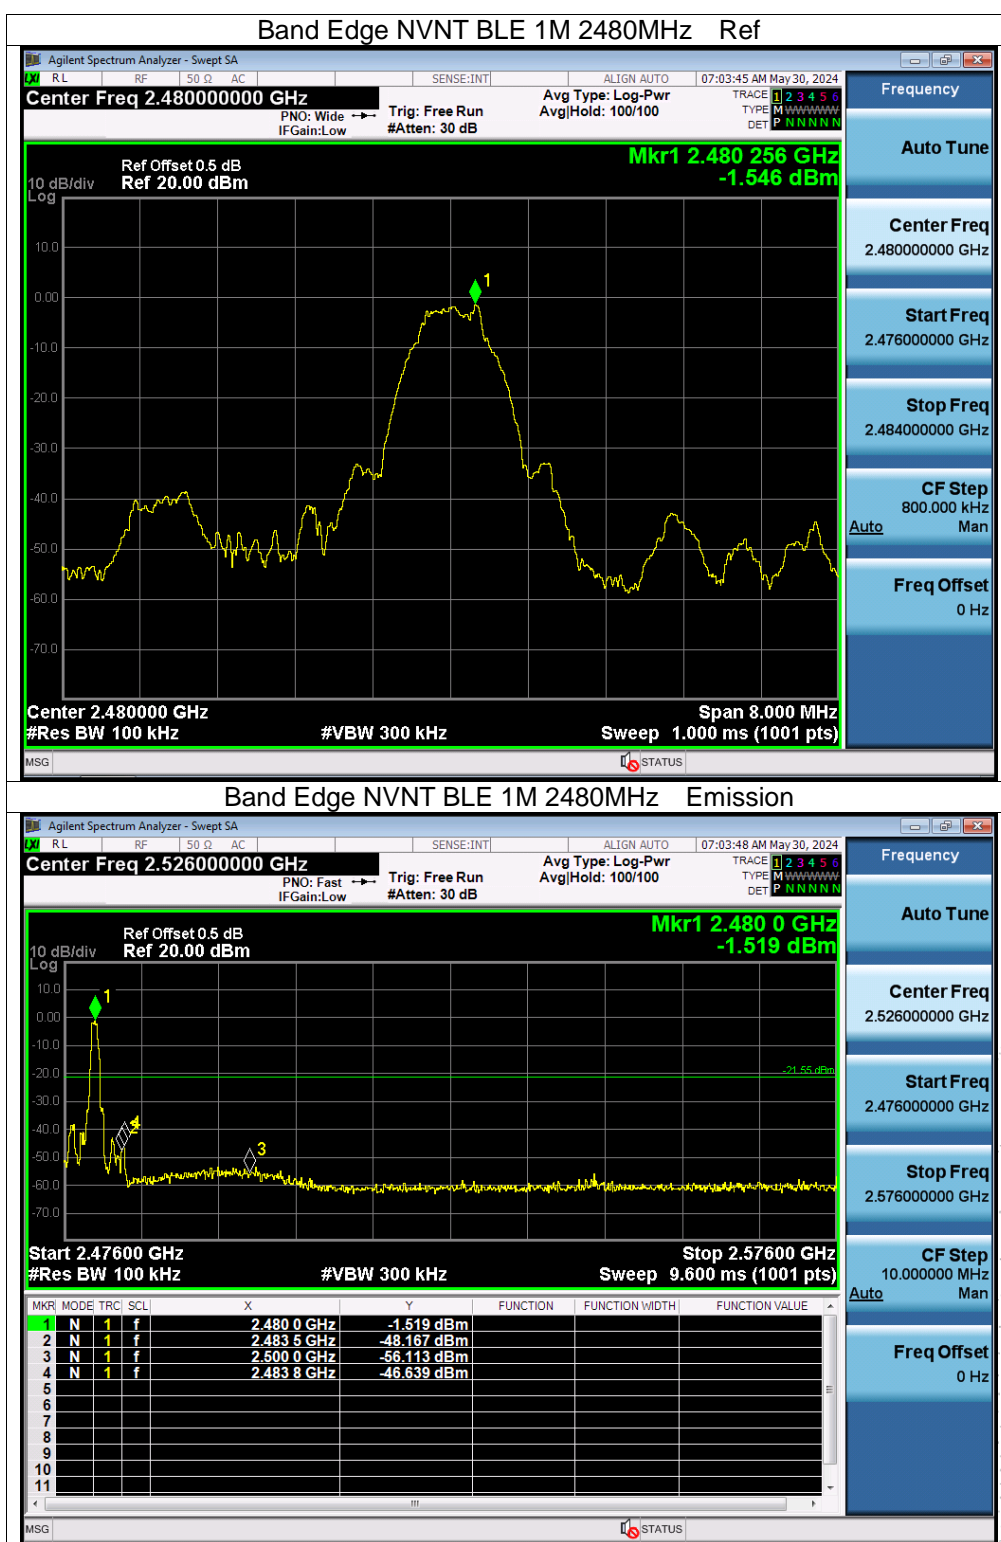 Band Edge NVNT BLE 1M 2480MHz Ref
Agilent Spectrum Analyzer - Swept SA
LXI RL RF 50 Ω AC SENSE:INT ALIGN AUTO 07:03:45 AM May 30, 2024
Center Freq 2.480000000 GHz
PNO: Wide
IFGain:Low
Trig: Free Run
#Atten: 30 dB
Avg Type: Log-Pwr
Avg|Hold: 100/100
TRACE 1 2 3 4 5 6
TYPE M WWWWW
DET P N N N N N
Frequency
Auto Tune
Center Freq
2.480000000 GHz
Start Freq
2.476000000 GHz
Stop Freq
2.484000000 GHz
CF Step
800.000 kHz
Auto Man
Freq Offset
0 Hz
Mkr1 2.480 256 GHz
-1.546 dBm
Ref Offset 0.5 dB
10 dB/div Ref 20.00 dBm
Log
1
10.0
0.00
-10.0
-20.0
-30.0
-40.0
-50.0
-60.0
-70.0
Center 2.480000 GHz Span 8.000 MHz
#Res BW 100 kHz #VBW 300 kHz Sweep 1.000 ms (1001 pts)
MSG STATUS
Band Edge NVNT BLE 1M 2480MHz Emission
Agilent Spectrum Analyzer - Swept SA
LXI RL RF 50 Ω AC SENSE:INT ALIGN AUTO 07:03:48 AM May 30, 2024
Center Freq 2.526000000 GHz
PNO: Fast
IFGain:Low
Trig: Free Run
#Atten: 30 dB
Avg Type: Log-Pwr
Avg|Hold: 100/100
TRACE 1 2 3 4 5 6
TYPE M WWWWW
DET P N N N N N
Frequency
Auto Tune
Center Freq
2.526000000 GHz
Start Freq
2.476000000 GHz
Stop Freq
2.576000000 GHz
CF Step
10.000000 MHz
Auto Man
Freq Offset
0 Hz
Mkr1 2.480 0 GHz
-1.519 dBm
Ref Offset 0.5 dB
10 dB/div Ref 20.00 dBm
Log
10.0
0.00
-10.0
-20.0
-30.0
-40.0
-50.0
-60.0
-70.0
1
-21.55 dBm
4
2
3
Start 2.47600 GHz Stop 2.57600 GHz
#Res BW 100 kHz #VBW 300 kHz Sweep 9.600 ms (1001 pts)
MKR MODE TRC SCL X Y FUNCTION FUNCTION WIDTH FUNCTION VALUE
1 N 1 f 2.480 0 GHz -1.519 dBm
2 N 1 f 2.483 5 GHz -48.167 dBm
3 N 1 f 2.500 0 GHz -56.113 dBm
4 N 1 f 2.483 8 GHz -46.639 dBm
5
6
7
8
9
10
11
MSG STATUS